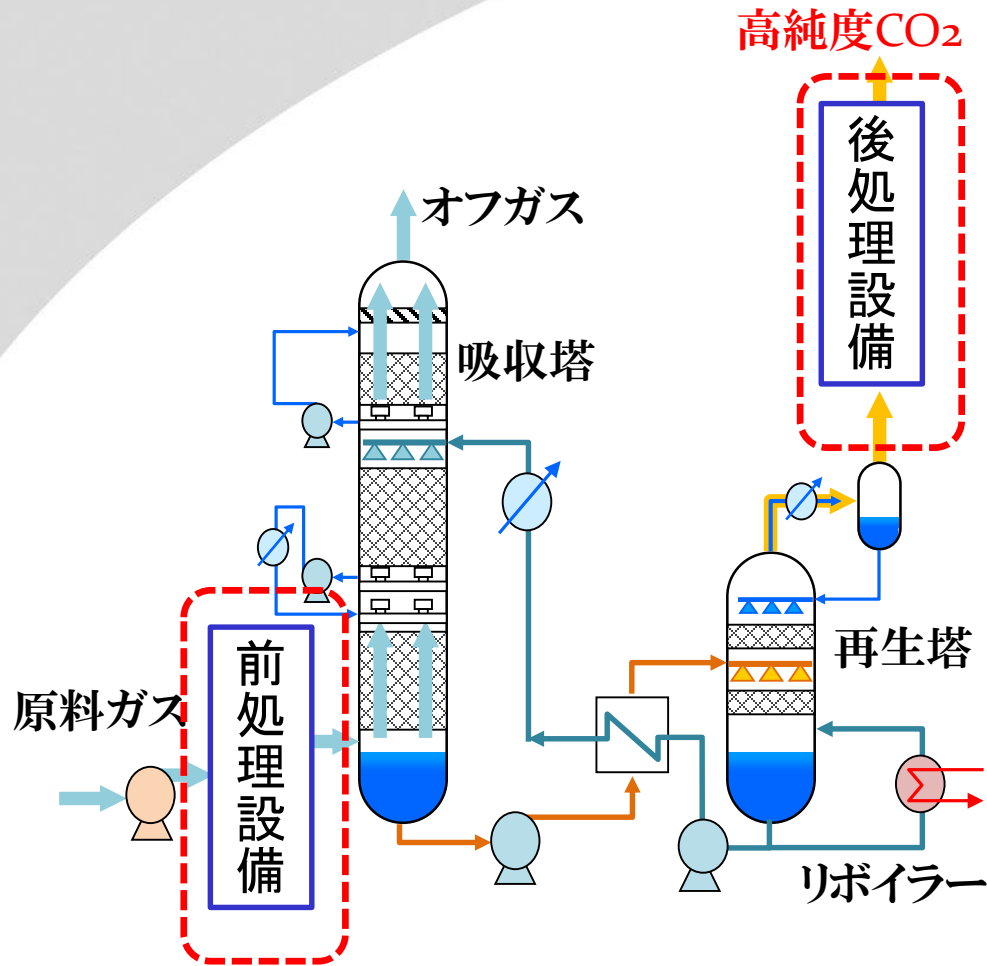 高純度CO2
後処理設備
オフガス
吸収塔
再生塔
前処理設備
原料ガス
リボイラー